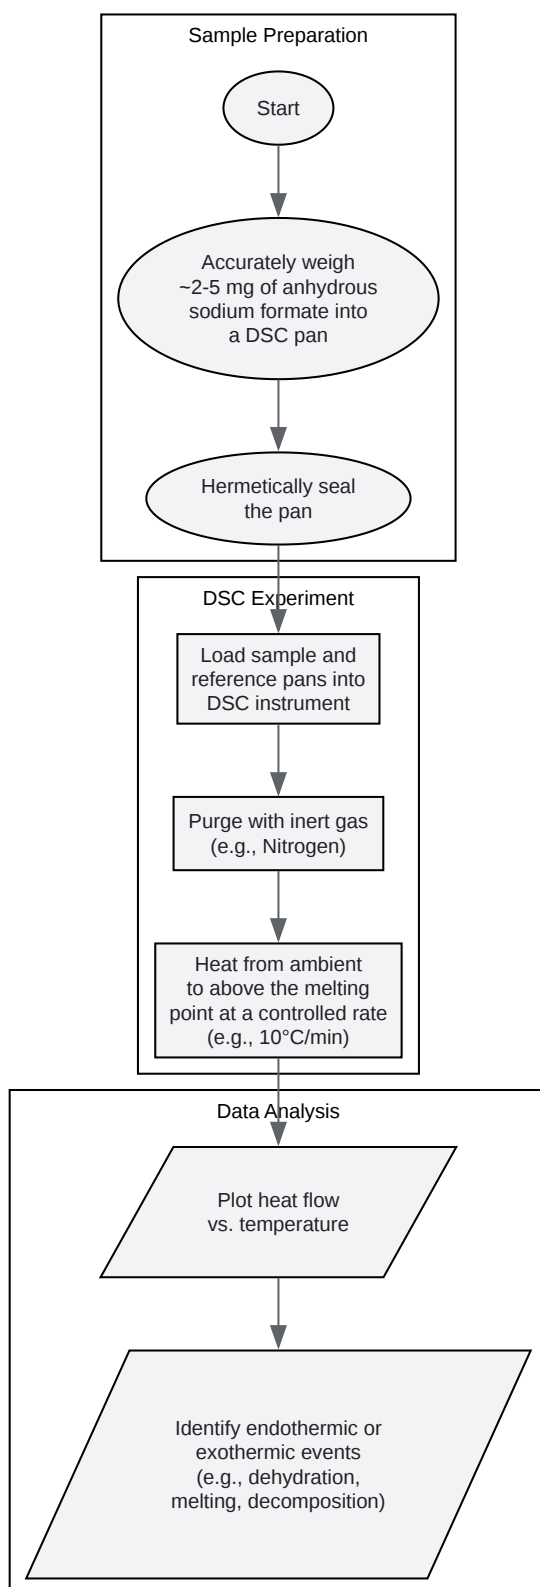 Sample Preparation
Start
Accurately weigh
~2-5 mg of anhydrous
sodium formate into
a DSC pan
Hermetically seal
the pan
DSC Experiment
Load sample and
reference pans into
DSC instrument
Purge with inert gas
(e.g., Nitrogen)
Heat from ambient
to above the melting
point at a controlled rate
(e.g., 10°C/min)
Data Analysis
Plot heat flow
vs. temperature
Identify endothermic or
exothermic events
(e.g., dehydration,
melting, decomposition)